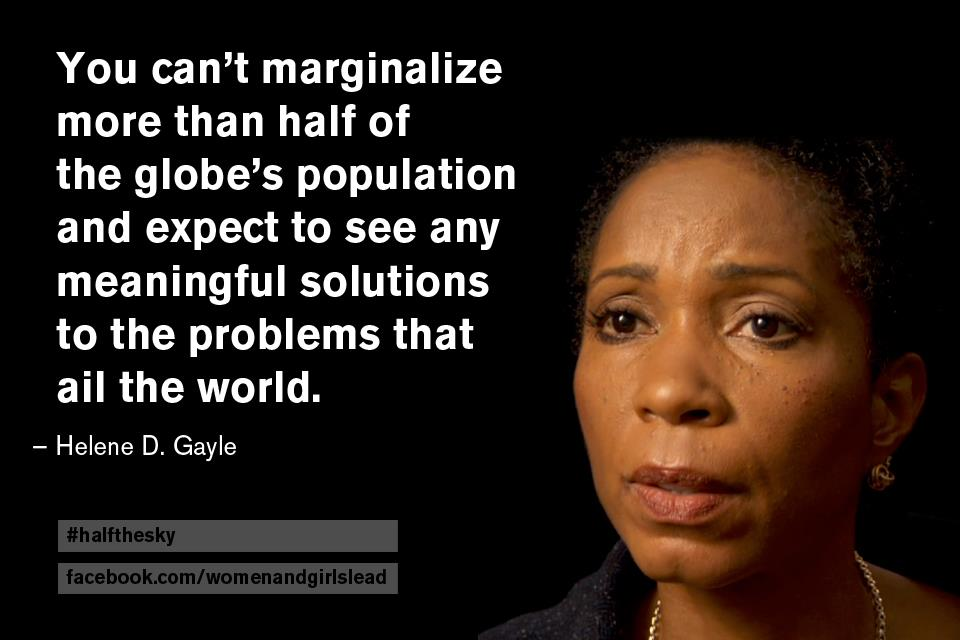 You can’t marginalize
more than half of
the globe’s population
and expect to see any
meaningful solutions
to the problems that
ail the world.
– Helene D. Gayle
#halfthesky
facebook.com/womenandgirlslead